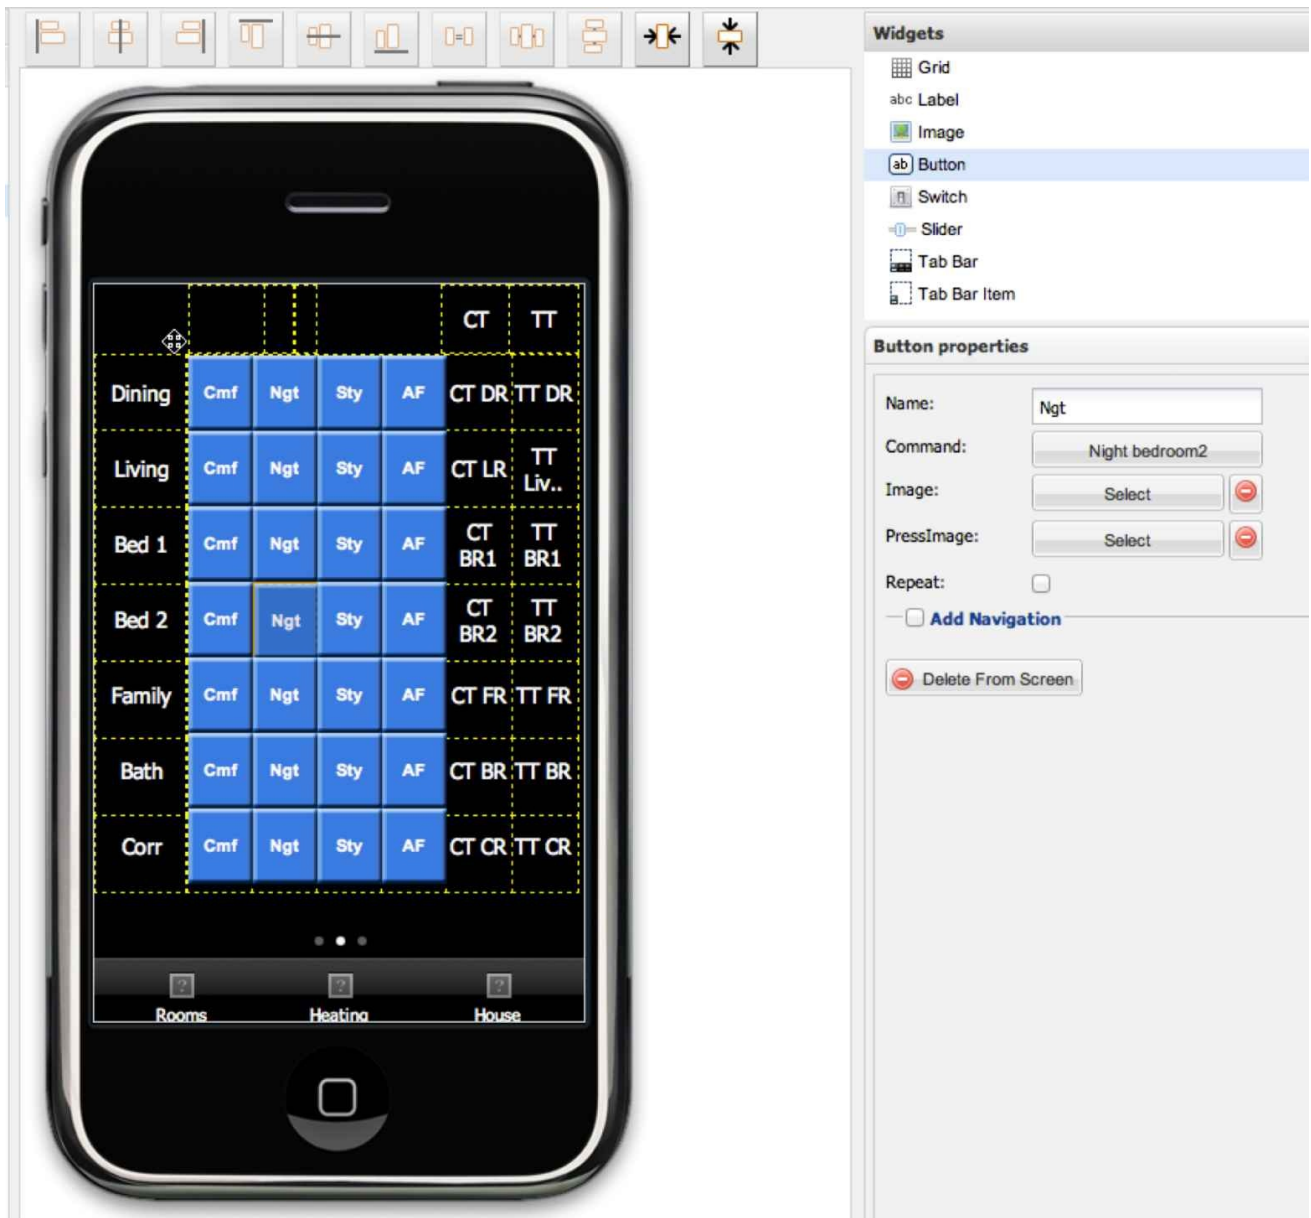 Widgets
Grid
abc Label
Image
ab Button
Switch
Slider
Tab Bar
Tab Bar Item
Button properties
Name: Ngt
Command: Night bedroom2
Image: Select
PressImage: Select
Repeat:
Add Navigation
Delete From Screen
CT TT
Dining Cmf Ngt Sty AF CT DR TT DR
Living Cmf Ngt Sty AF CT LR TT Liv..
Bed 1 Cmf Ngt Sty AF CT BR1 TT BR1
Bed 2 Cmf Ngt Sty AF CT BR2 TT BR2
Family Cmf Ngt Sty AF CT FR TT FR
Bath Cmf Ngt Sty AF CT BR TT BR
Corr Cmf Ngt Sty AF CT CR TT CR
? ? ?
Rooms Heating House